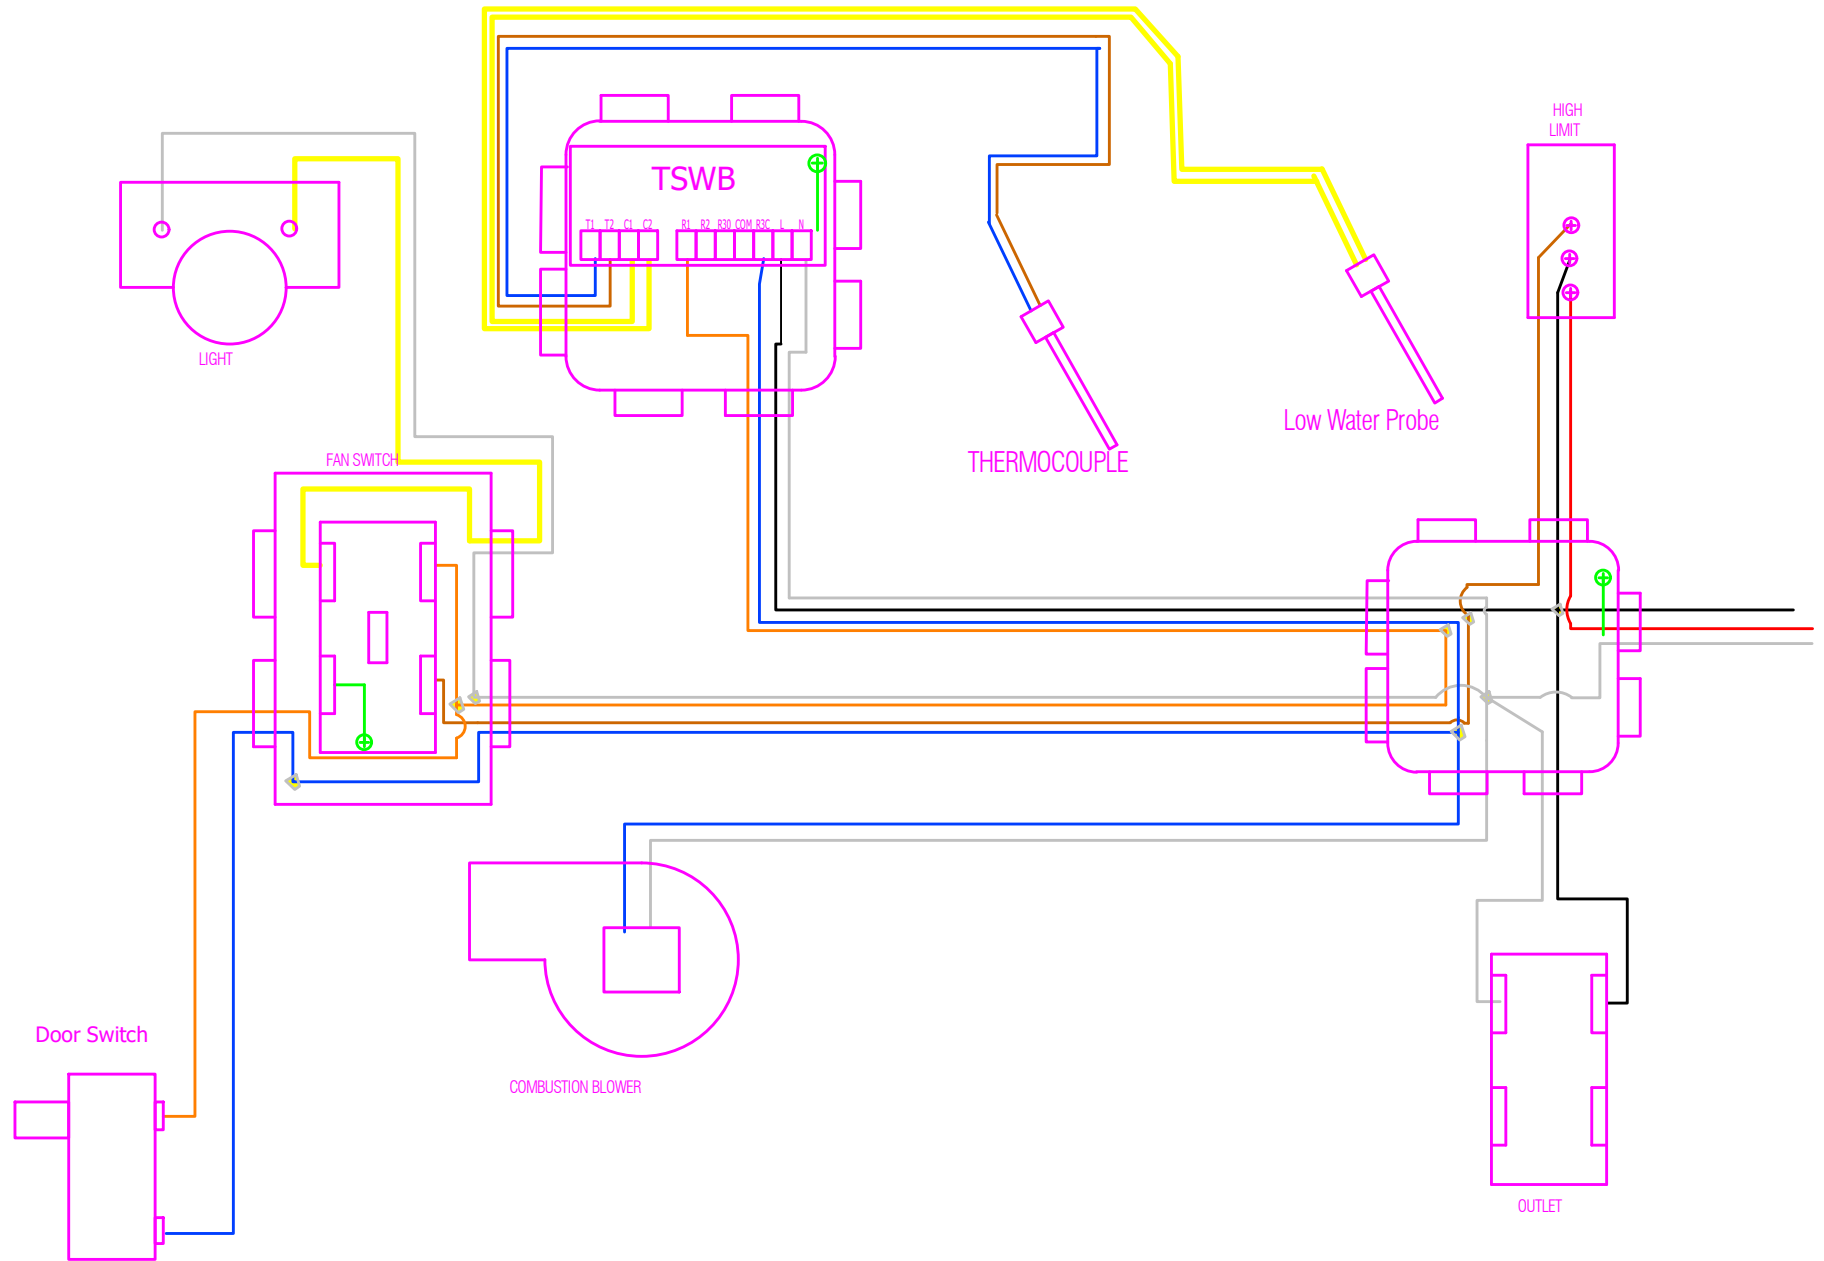 HIGH
LIMIT
TSWB
T1 T2 C1 C2 R1 R2 R30 COM R3C L N
LIGHT
Low Water Probe
FAN SWITCH
THERMOCOUPLE
Door Switch
COMBUSTION BLOWER
OUTLET